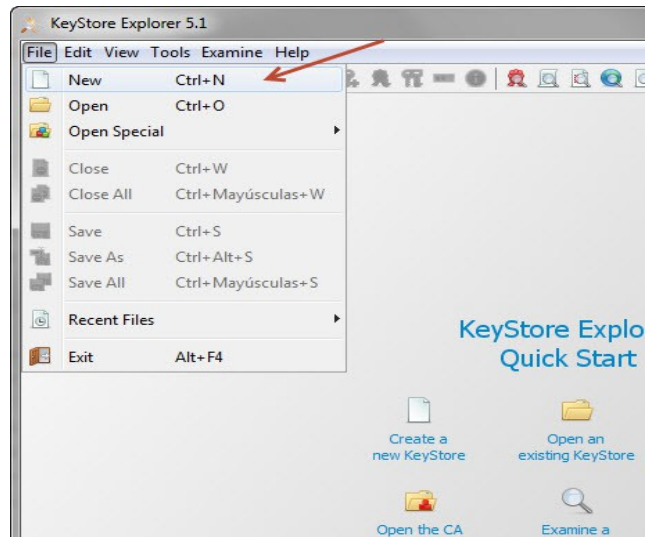 KeyStore Explorer 5.1
File Edit View Tools Examine Help
New Ctrl+N
Open Ctrl+O
Open Special
Close Ctrl+W
Close All Ctrl+Mayúsculas+W
Save Ctrl+S
Save As Ctrl+Alt+S
Save All Ctrl+Mayúsculas+S
Recent Files
Exit Alt+F4
KeyStore Explo
Quick Start
Create a
new KeyStore
Open an
existing KeyStore
Open the CA
Examine a